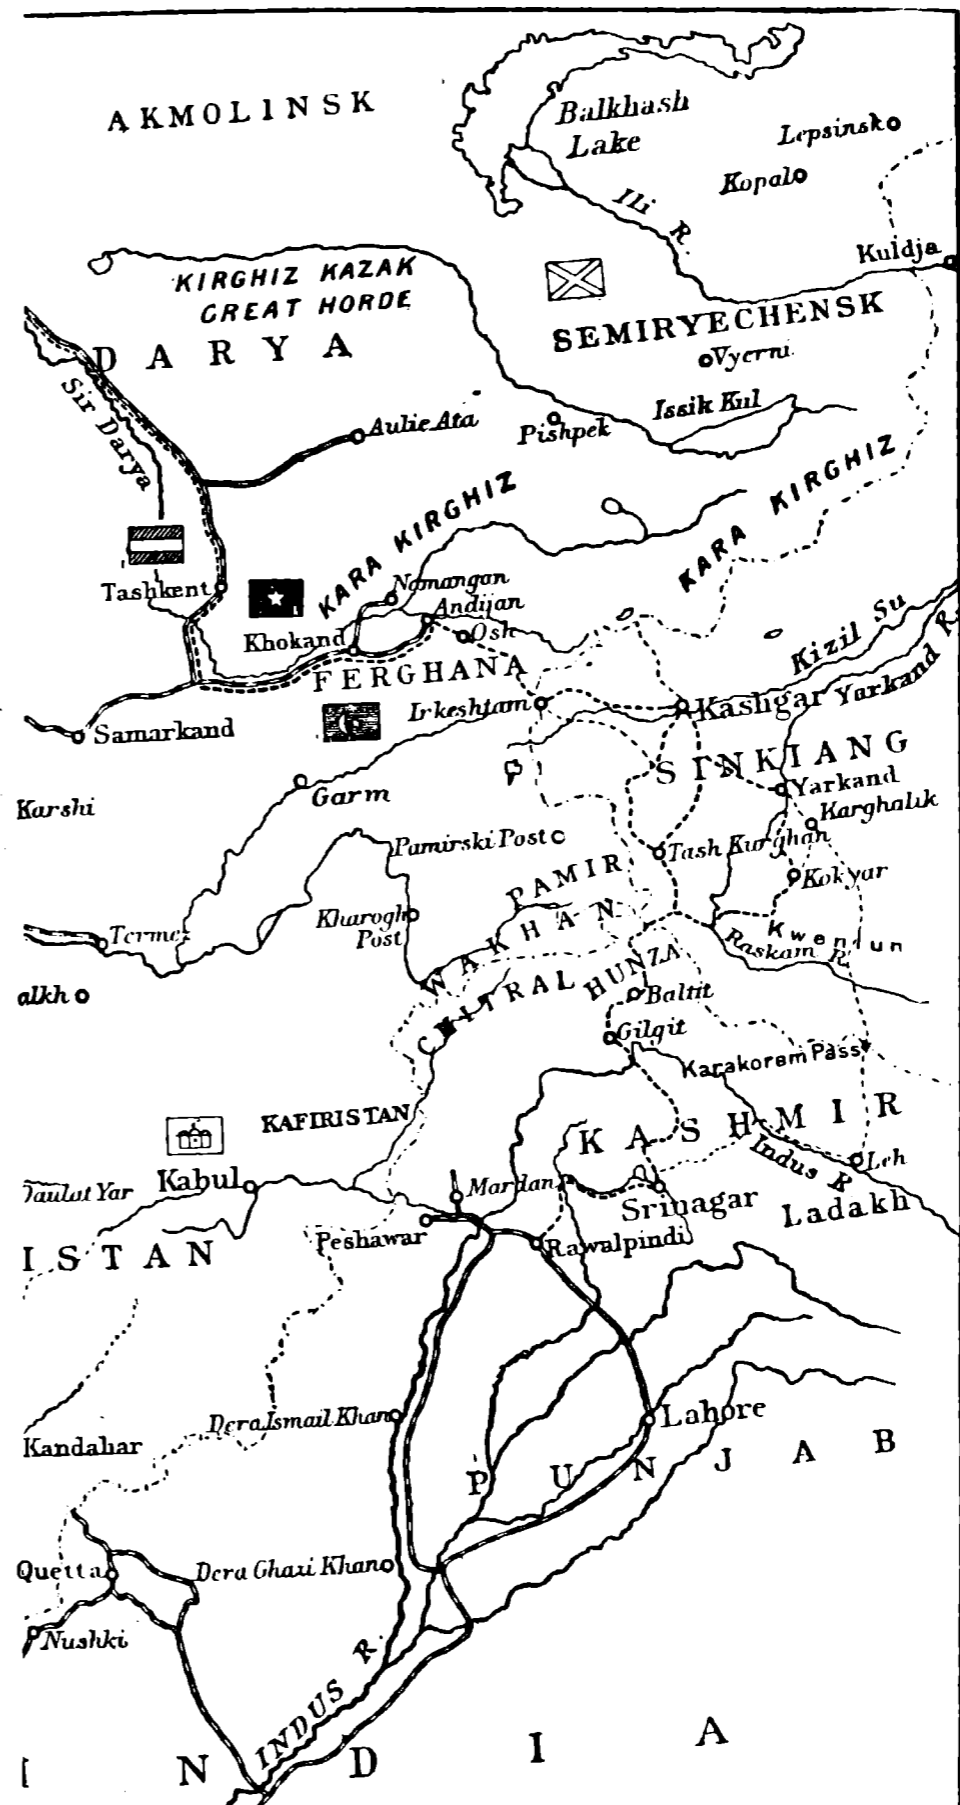 AKMOLINSK
Balkhash
Lake
Lepsinsk
Kopal
Ili R.
Kuldja
KIRGHIZ KAZAK
GREAT HORDE
SEMIRYECHENSK
DARYA
Vyerni
Sir Darya
Issik Kul
Aulie Ata
Pishpek
KARA KIRGHIZ
KARA KIRGHIZ
Tashkent
Namangan
Andijan
Osh
Khokand
Kizil Su
FERGHANA
Irkeshtam
Kashgar
Yarkand R.
Samarkand
SINKIANG
Garm
Yarkand
Karshi
Karghalik
Pamirski Post
Tash Kurghan
PAMIR
Kokyar
Kharogh
Post
WAKHAN
Termez
Kwenlun
Raskam R.
CHITRAL
HUNZA
alkh
Baltit
Gilgit
Karakorem Pass
KAFIRISTAN
KASHMIR
Indus R
Leh
Taulut Yar
Kabul
Mardan
Srinagar
Ladakh
ISTAN
Peshawar
Rawalpindi
Dera Ismail Khan
Lahore
Kandahar
PUNJAB
Quetta
Dera Ghazi Khan
Nushki
INDUS R.
INDIA